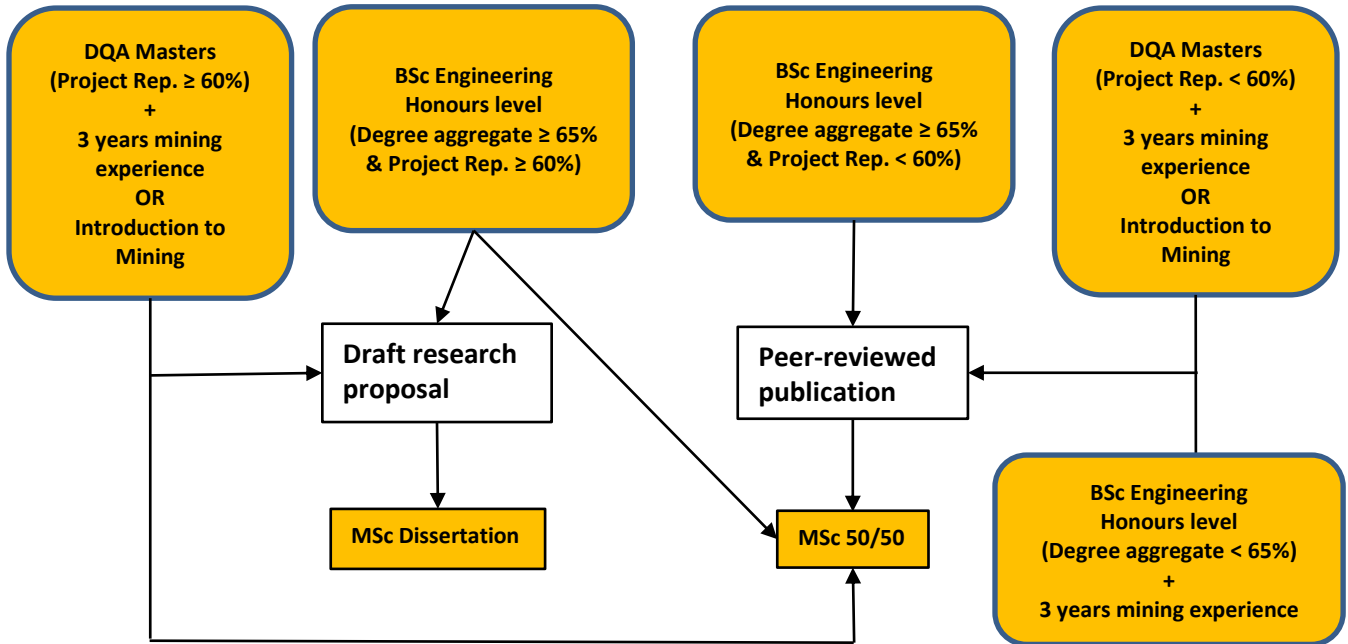 DQA Masters
(Project Rep. ≥ 60%)
+
3 years mining
experience
OR
Introduction to
Mining
BSc Engineering
Honours level
(Degree aggregate ≥ 65%
& Project Rep. ≥ 60%)
BSc Engineering
Honours level
(Degree aggregate ≥ 65%
& Project Rep. < 60%)
DQA Masters
(Project Rep. < 60%)
+
3 years mining
experience
OR
Introduction to
Mining
Draft research
proposal
Peer-reviewed
publication
MSc Dissertation
MSc 50/50
BSc Engineering
Honours level
(Degree aggregate < 65%)
+
3 years mining experience